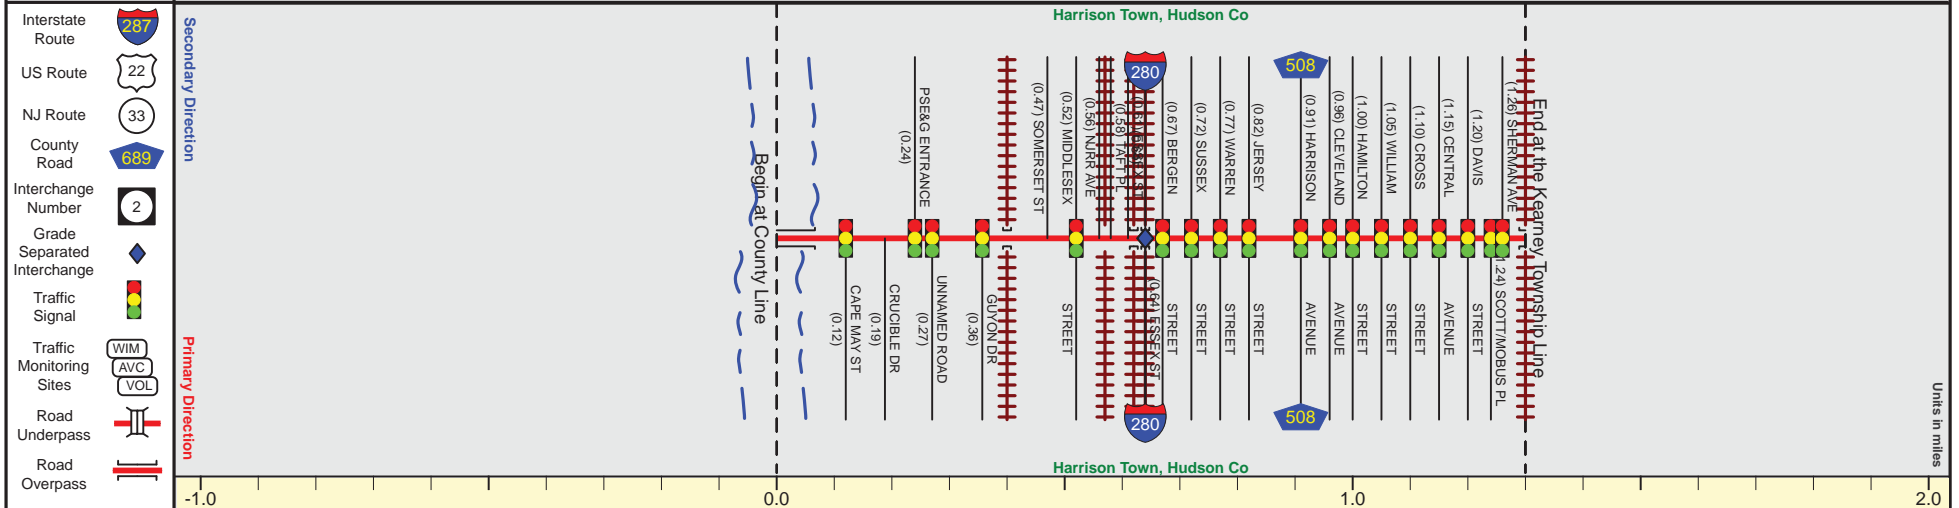 Interstate
Route
287
US Route
22
NJ Route
33
County
Road
689
Interchange
Number
2
Grade
Separated
Interchange
Traffic
Signal
Traffic
Monitoring
Sites
WIM
AVC
VOL
Road
Underpass
Road
Overpass
Secondary Direction
Primary Direction
Harrison Town, Hudson Co
Begin at County Line
PSE&G ENTRANCE
(0.24)
(0.47) SOMERSET ST
(0.52) MIDDLESEX
(0.56) NJRR AVE
(0.58) TAFT PL
280
(0.67) BERGEN
(0.72) SUSSEX
(0.77) WARREN
(0.82) JERSEY
508
(0.91) HARRISON
(0.96) CLEVELAND
(1.00) HAMILTON
(1.05) WILLIAM
(1.10) CROSS
(1.15) CENTRAL
(1.20) DAVIS
(1.26) SHERMAN AVE
End at the Kearney Township Line
CAPE MAY ST
(0.12)
CRUCIBLE DR
(0.19)
UNNAMED ROAD
(0.27)
GUYON DR
(0.36)
STREET
(0.64) ESSEX ST
280
STREET
STREET
STREET
STREET
AVENUE
508
AVENUE
STREET
STREET
STREET
AVENUE
STREET
1.24) SCOTT/MOBUS PL
Harrison Town, Hudson Co
Units in miles
-1.0
0.0
1.0
2.0